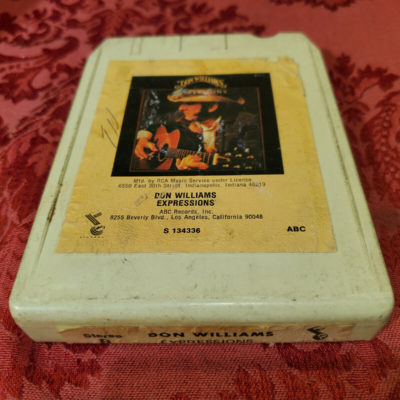 DON WILLIAMS
Mfd. by RCA Music Service under License
6550 East 30th Street, Indianapolis, Indiana 46219
DON WILLIAMS
EXPRESSIONS
ABC Records, Inc.
8255 Beverly Blvd., Los Angeles, California 90048
S 134336 ABC
Stereo DON WILLIAMS
8 EXPRESSIONS